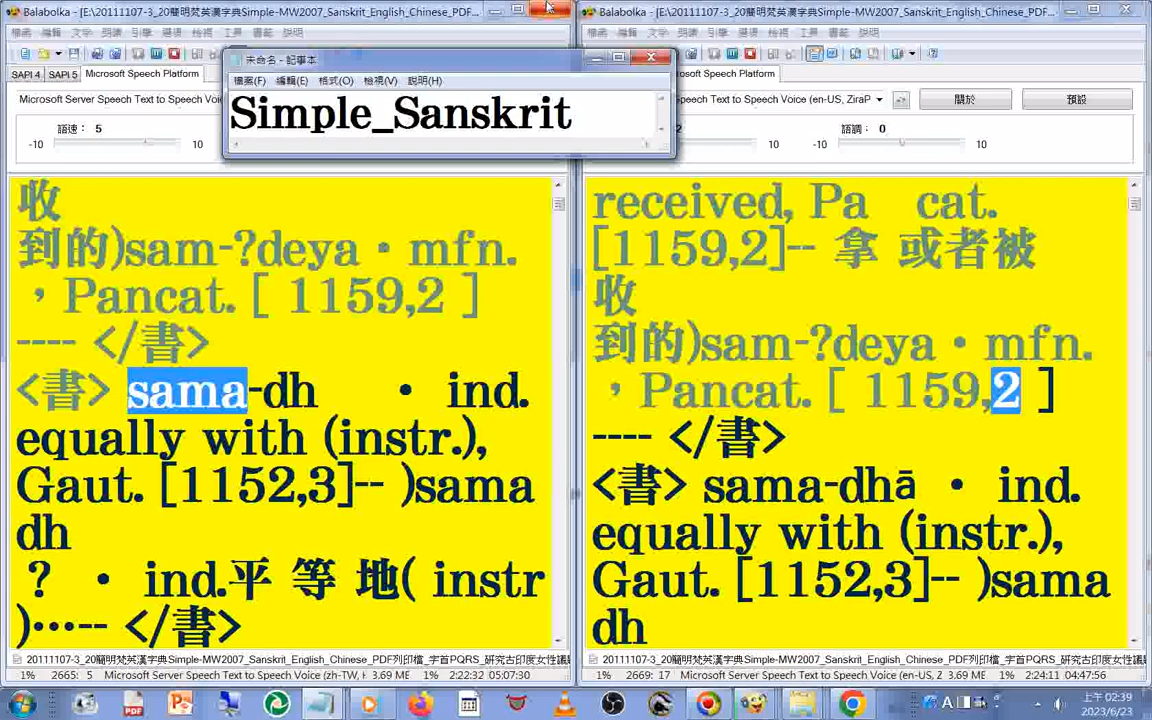 Balabolka - [E:\20111107-3_20簡明梵英漢字典Simple-MW2007_Sanskrit_English_Chinese_PDF...
SAPI 4 SAPI 5 Microsoft Speech Platform
Microsoft Server Speech Text to Speech Voi
語速： 5
-10 10
收
到的)sam-?deya • mfn.
，Pancat. [ 1159,2 ]
---- </書>
<書> sama-dh • ind.
equally with (instr.),
Gaut. [1152,3]-- )sama
dh
？ • ind.平 等 地( instr
)…-- </書>
20111107-3_20簡明梵英漢字典Simple-MW2007_Sanskrit_English_Chinese_PDF列印檔_字首PQRS_研究古印度女性議
1% 2665: 5 Microsoft Server Speech Text to Speech Voice (zh-TW, 3.69 ME 1% 2:22:32 05:07:30
未命名 - 記事本
檔案(F) 編輯(E) 格式(O) 檢視(V) 說明(H)
Simple_Sanskrit
Balabolka - [E:\20111107-3_20簡明梵英漢字典Simple-MW2007_Sanskrit_English_Chinese_PDF...
Speech Platform
eech Text to Speech Voice (en-US, ZiraP 關於 預設
2 語調： 0
10 -10 10
received, Pa cat.
[1159,2]-- 拿 或者被
收
到的)sam-?deya • mfn.
，Pancat. [ 1159,2 ]
---- </書>
<書> sama-dhā • ind.
equally with (instr.),
Gaut. [1152,3]-- )sama
dh
20111107-3_20簡明梵英漢字典Simple-MW2007_Sanskrit_English_Chinese_PDF列印檔_字首PQRS_研究古印度女性議
1% 2669: 17 Microsoft Server Speech Text to Speech Voice (en-US, Z 3.69 ME 1% 2:24:11 04:47:56
上午 02:39
2023/6/23